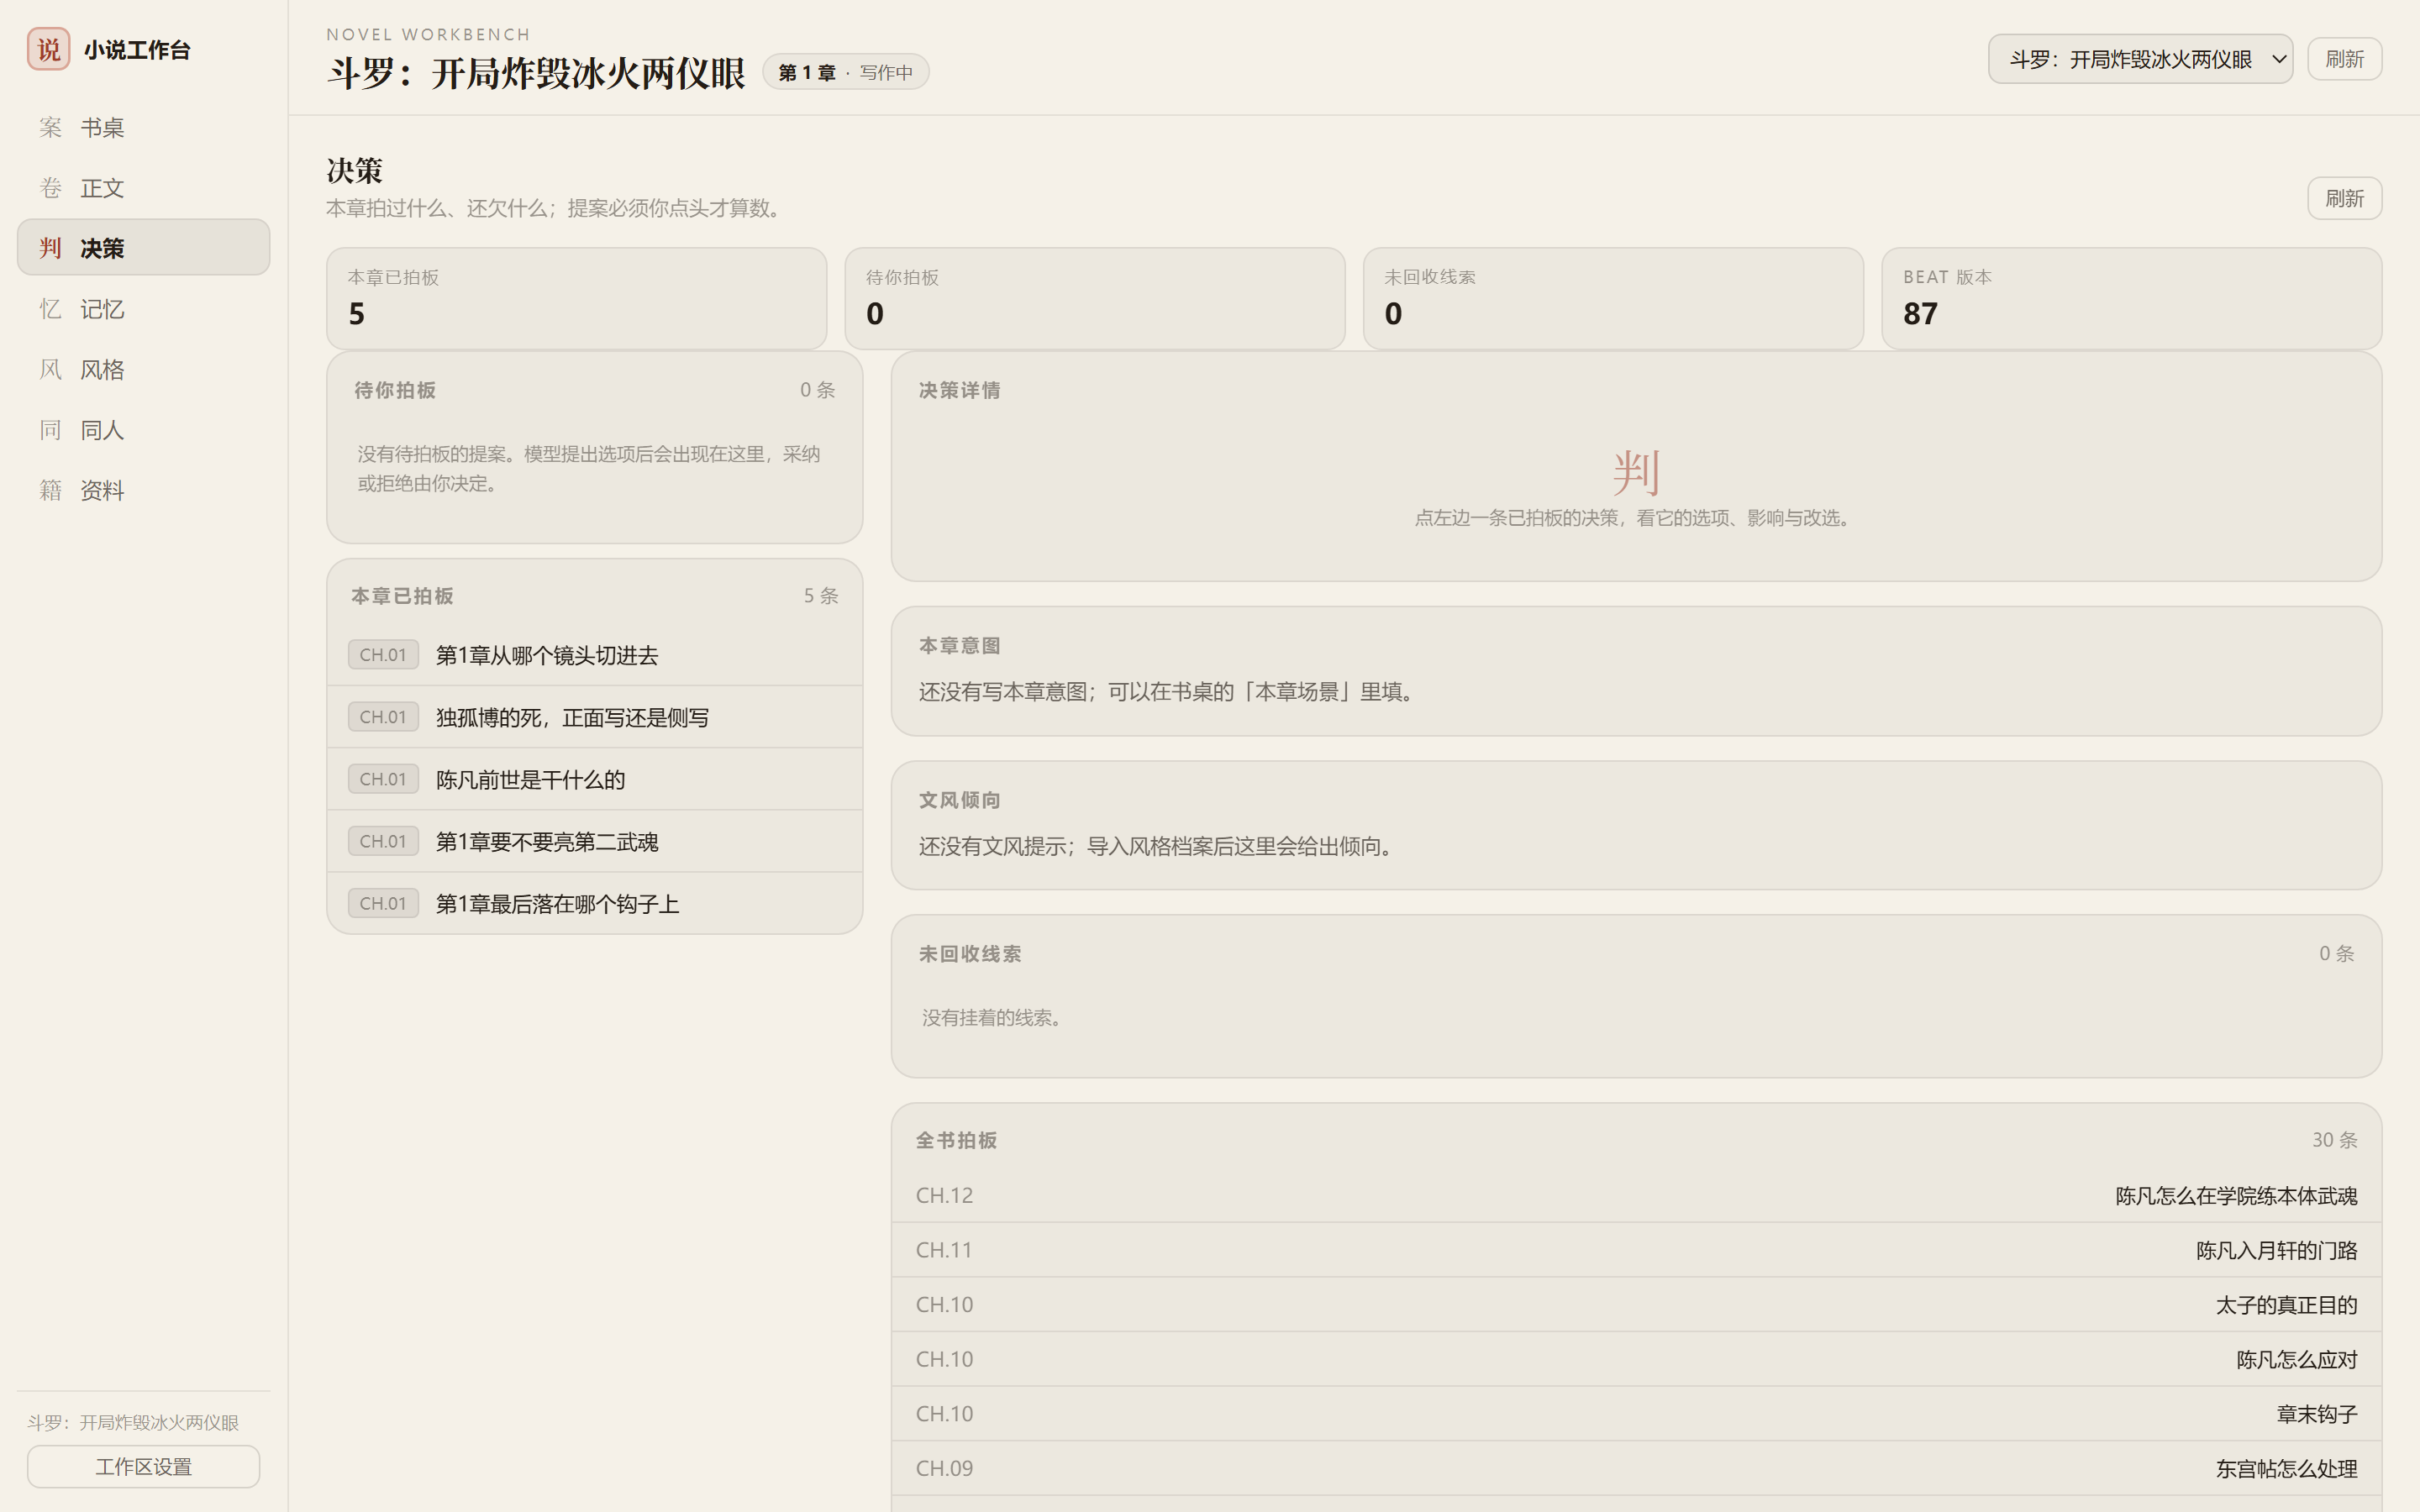 说 小说工作台
案 书桌
卷 正文
判 决策
忆 记忆
风 风格
同 同人
籍 资料
斗罗：开局炸毁冰火两仪眼
工作区设置
NOVEL WORKBENCH
斗罗：开局炸毁冰火两仪眼 第 1 章 · 写作中
斗罗：开局炸毁冰火两仪眼 刷新
决策
本章拍过什么、还欠什么；提案必须你点头才算数。
刷新
本章已拍板
5
待你拍板
0
未回收线索
0
BEAT 版本
87
待你拍板 0 条
没有待拍板的提案。模型提出选项后会出现在这里，采纳
或拒绝由你决定。
本章已拍板 5 条
CH.01 第1章从哪个镜头切进去
CH.01 独孤博的死，正面写还是侧写
CH.01 陈凡前世是干什么的
CH.01 第1章要不要亮第二武魂
CH.01 第1章最后落在哪个钩子上
决策详情
判
点左边一条已拍板的决策，看它的选项、影响与改选。
本章意图
还没有写本章意图；可以在书桌的「本章场景」里填。
文风倾向
还没有文风提示；导入风格档案后这里会给出倾向。
未回收线索 0 条
没有挂着的线索。
全书拍板 30 条
CH.12 陈凡怎么在学院练本体武魂
CH.11 陈凡入月轩的门路
CH.10 太子的真正目的
CH.10 陈凡怎么应对
CH.10 章末钩子
CH.09 东宫帖怎么处理